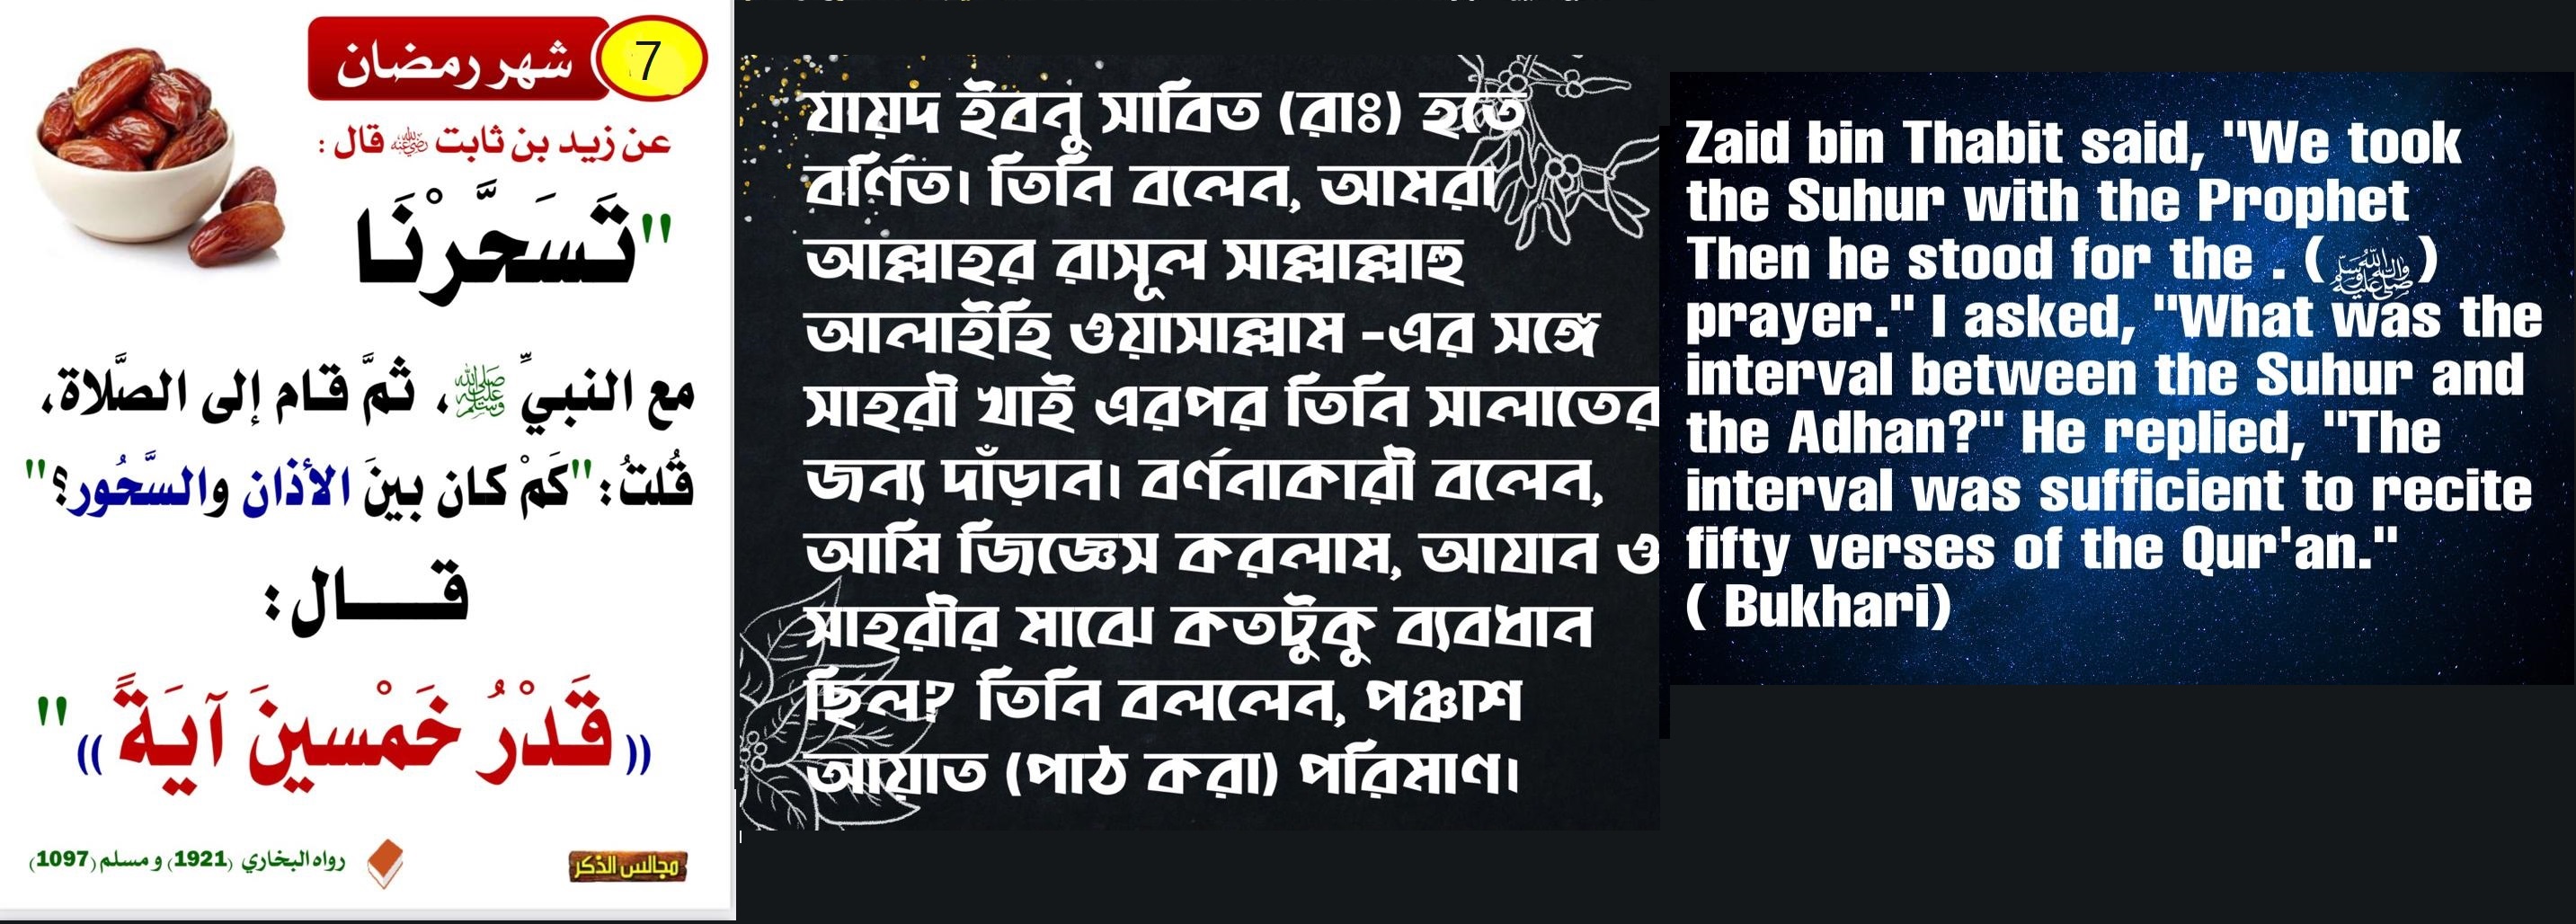 شهر رمضان 7
عن زيد بن ثابت رضي الله عنه قال :
"تَسَحَّرْنَا
مع النبيِّ ﷺ، ثمَّ قام إلى الصَّلاة،
قُلتُ: "كَمْ كان بينَ الأذان والسَّحُور؟"
قـــال:
(( قَدْرُ خَمْسينَ آيَةً )) "
رواه البخاري (1921) و مسلم (1097)
مجالس الذكر
যায়দ ইবনু সাবিত (রাঃ) হতে
বর্ণিত। তিনি বলেন, আমরা
আল্লাহর রাসূল সাল্লাল্লাহু
আলাইহি ওয়াসাল্লাম -এর সঙ্গে
সাহরী খাই এরপর তিনি সালাতের
জন্য দাঁড়ান। বর্ণনাকারী বলেন,
আমি জিজ্ঞেস করলাম, আযান ও
সাহরীর মাঝে কতটুকু ব্যবধান
ছিল? তিনি বললেন, পঞ্চাশ
আয়াত (পাঠ করা) পরিমাণ।
Zaid bin Thabit said, "We took
the Suhur with the Prophet
Then he stood for the . (ﷺ)
prayer." I asked, "What was the
interval between the Suhur and
the Adhan?" He replied, "The
interval was sufficient to recite
fifty verses of the Qur'an."
( Bukhari)